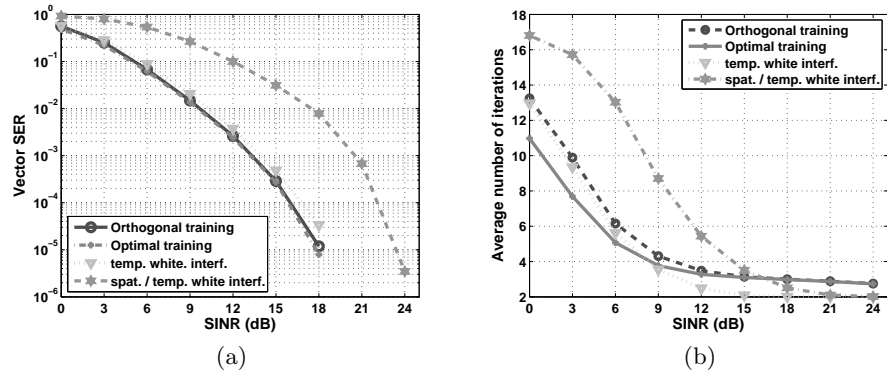 10^0
10^-1
10^-2
10^-3
10^-4
10^-5
10^-6
Vector SER
Orthogonal training
Optimal training
temp. white. interf.
spat. / temp. white interf.
0 3 6 9 12 15 18 21 24
SINR (dB)
(a)
18
16
14
12
10
8
6
4
2
Average number of iterations
Orthogonal training
Optimal training
temp. white interf.
spat. / temp. white interf.
0 3 6 9 12 15 18 21 24
SINR (dB)
(b)